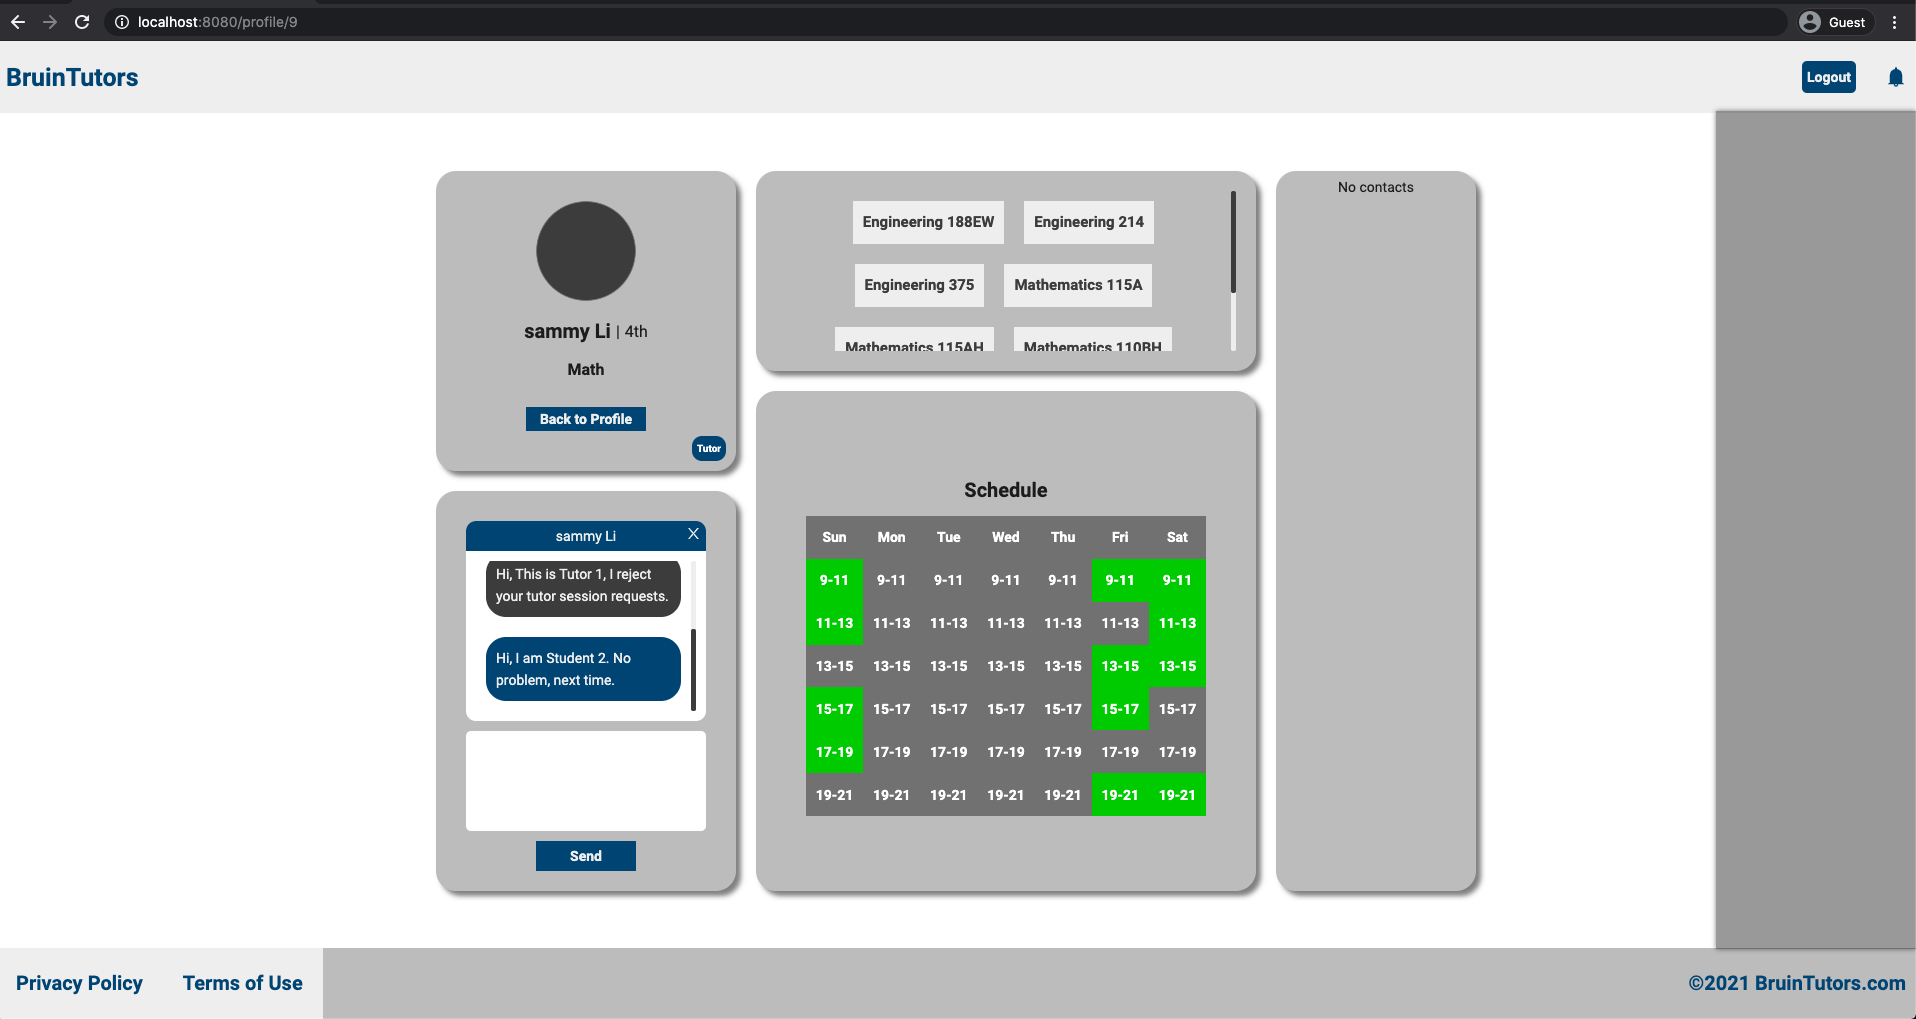 localhost:8080/profile/9
Guest
BruinTutors
Logout
sammy Li | 4th
Math
Back to Profile
Tutor
Engineering 188EW Engineering 214
Engineering 375 Mathematics 115A
Mathematics 115AH Mathematics 110BH
No contacts
sammy Li X
Hi, This is Tutor 1, I reject
your tutor session requests.
Hi, I am Student 2. No
problem, next time.
Send
Schedule
Sun Mon Tue Wed Thu Fri Sat
9-11 9-11 9-11 9-11 9-11 9-11 9-11
11-13 11-13 11-13 11-13 11-13 11-13 11-13
13-15 13-15 13-15 13-15 13-15 13-15 13-15
15-17 15-17 15-17 15-17 15-17 15-17 15-17
17-19 17-19 17-19 17-19 17-19 17-19 17-19
19-21 19-21 19-21 19-21 19-21 19-21 19-21
Privacy Policy Terms of Use
©2021 BruinTutors.com